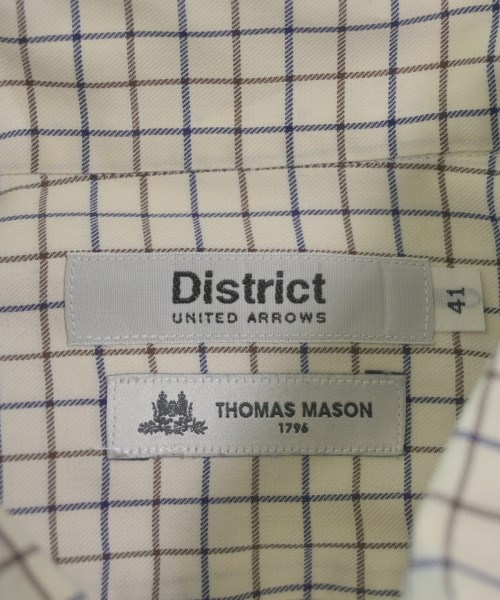 District
UNITED ARROWS
41
THOMAS MASON
1796